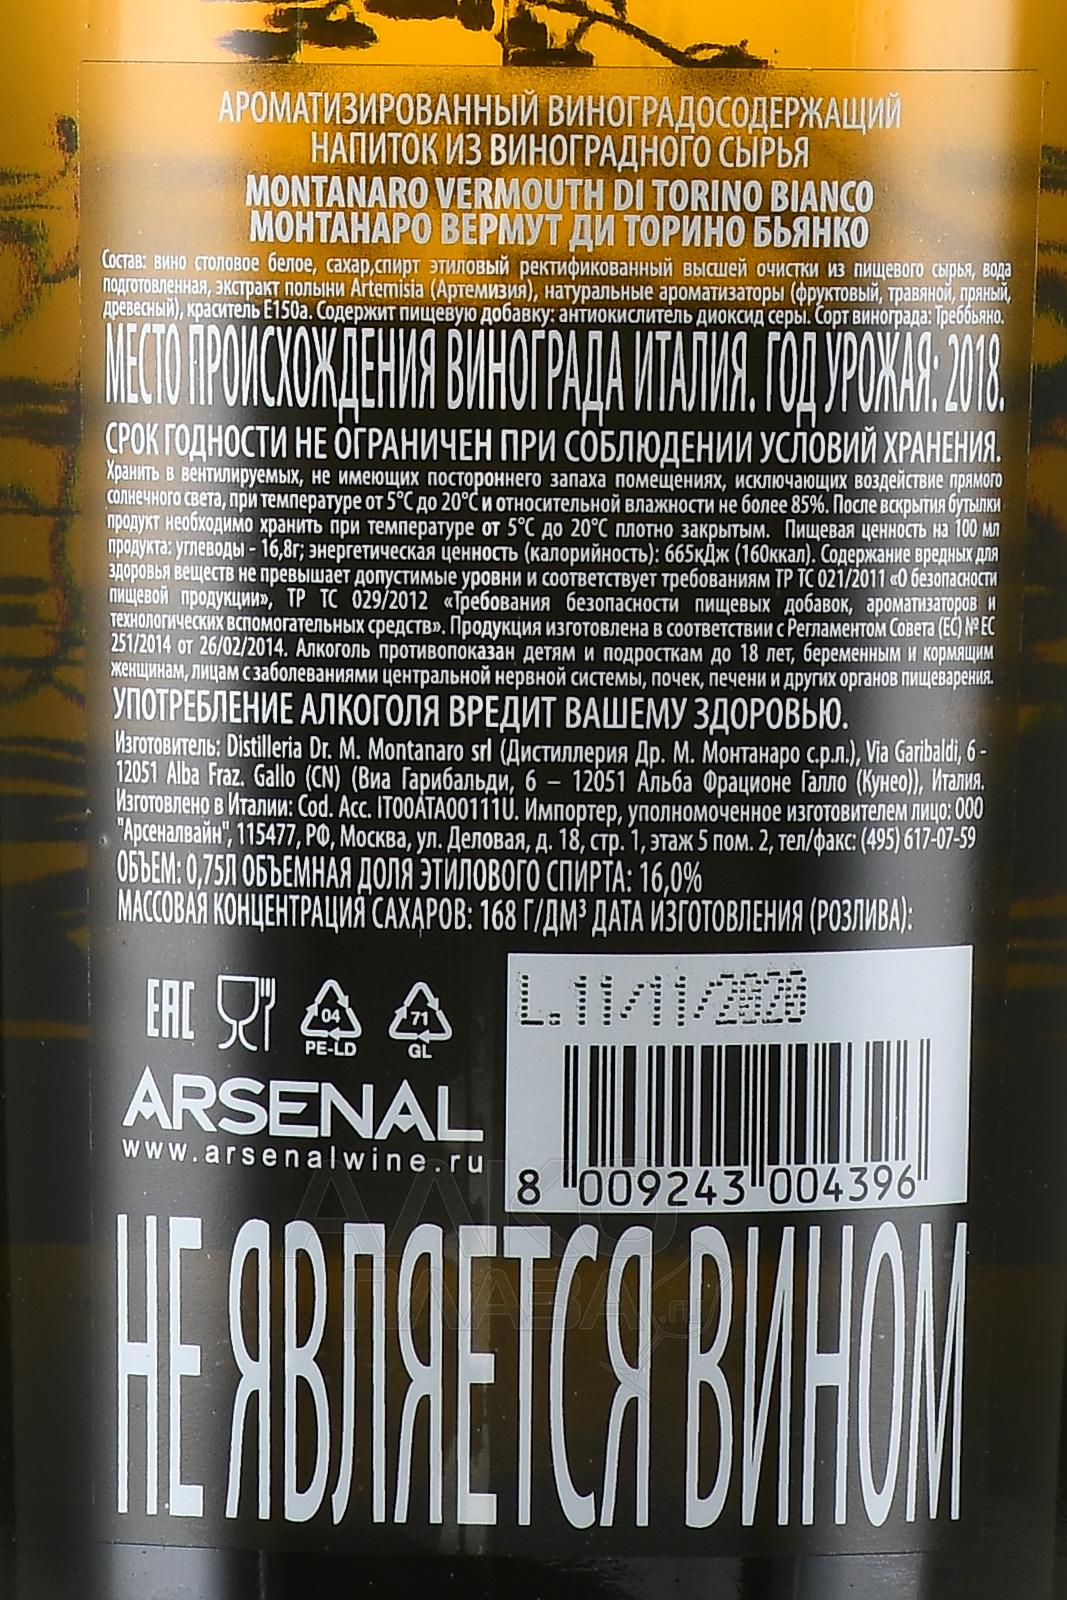 АРОМАТИЗИРОВАННЫЙ ВИНОГРАДОСОДЕРЖАЩИЙ
НАПИТОК ИЗ ВИНОГРАДНОГО СЫРЬЯ
MONTANARO VERMOUTH DI TORINO BIANCO
МОНТАНАРО ВЕРМУТ ДИ ТОРИНО БЬЯНКО
Состав: вино столовое белое, сахар,спирт этиловый ректификованный высшей очистки из пищевого сырья, вода
подготовленная, экстракт полыни Artemisia (Артемизия), натуральные ароматизаторы (фруктовый, травяной, пряный,
древесный), краситель Е150а. Содержит пищевую добавку: антиокислитель диоксид серы. Сорт винограда: Треббьяно.
МЕСТО ПРОИСХОЖДЕНИЯ ВИНОГРАДА ИТАЛИЯ. ГОД УРОЖАЯ: 2018.
СРОК ГОДНОСТИ НЕ ОГРАНИЧЕН ПРИ СОБЛЮДЕНИИ УСЛОВИЙ ХРАНЕНИЯ.
Хранить в вентилируемых, не имеющих постороннего запаха помещениях, исключающих воздействие прямого
солнечного света, при температуре от 5°С до 20°С и относительной влажности не более 85%. После вскрытия бутылки
продукт необходимо хранить при температуре от 5°С до 20°С плотно закрытым. Пищевая ценность на 100 мл
продукта: углеводы - 16,8г; энергетическая ценность (калорийность): 665кДж (160ккал). Содержание вредных для
здоровья веществ не превышает допустимые уровни и соответствует требованиям ТР ТС 021/2011 «О безопасности
пищевой продукции», ТР ТС 029/2012 «Требования безопасности пищевых добавок, ароматизаторов и
технологических вспомогательных средств». Продукция изготовлена в соответствии с Регламентом Совета (ЕС) № ЕС
251/2014 от 26/02/2014. Алкоголь противопоказан детям и подросткам до 18 лет, беременным и кормящим
женщинам, лицам с заболеваниями центральной нервной системы, почек, печени и других органов пищеварения.
УПОТРЕБЛЕНИЕ АЛКОГОЛЯ ВРЕДИТ ВАШЕМУ ЗДОРОВЬЮ.
Изготовитель: Distilleria Dr. M. Montanaro srl (Дистиллерия Др. М. Монтанаро с.р.л.), Via Garibaldi, 6 -
12051 Alba Fraz. Gallo (CN) (Виа Гарибальди, 6 – 12051 Альба Фрационе Галло (Кунео)), Италия.
Изготовлено в Италии: Cod. Acc. IT00ATA00111U. Импортер, уполномоченное изготовителем лицо: ООО
"Арсеналвайн", 115477, РФ, Москва, ул. Деловая, д. 18, стр. 1, этаж 5 пом. 2, тел/факс: (495) 617-07-59
ОБЪЕМ: 0,75Л ОБЪЕМНАЯ ДОЛЯ ЭТИЛОВОГО СПИРТА: 16,0%
МАССОВАЯ КОНЦЕНТРАЦИЯ САХАРОВ: 168 Г/ДМ³ ДАТА ИЗГОТОВЛЕНИЯ (РОЗЛИВА):
L.11/11/2020
EAC 04 71
PE-LD GL
ARSENAL
www.arsenalwine.ru
8 009243 004396
АЛКО
ПЛАЗА.ru
НЕ ЯВЛЯЕТСЯ ВИНОМ